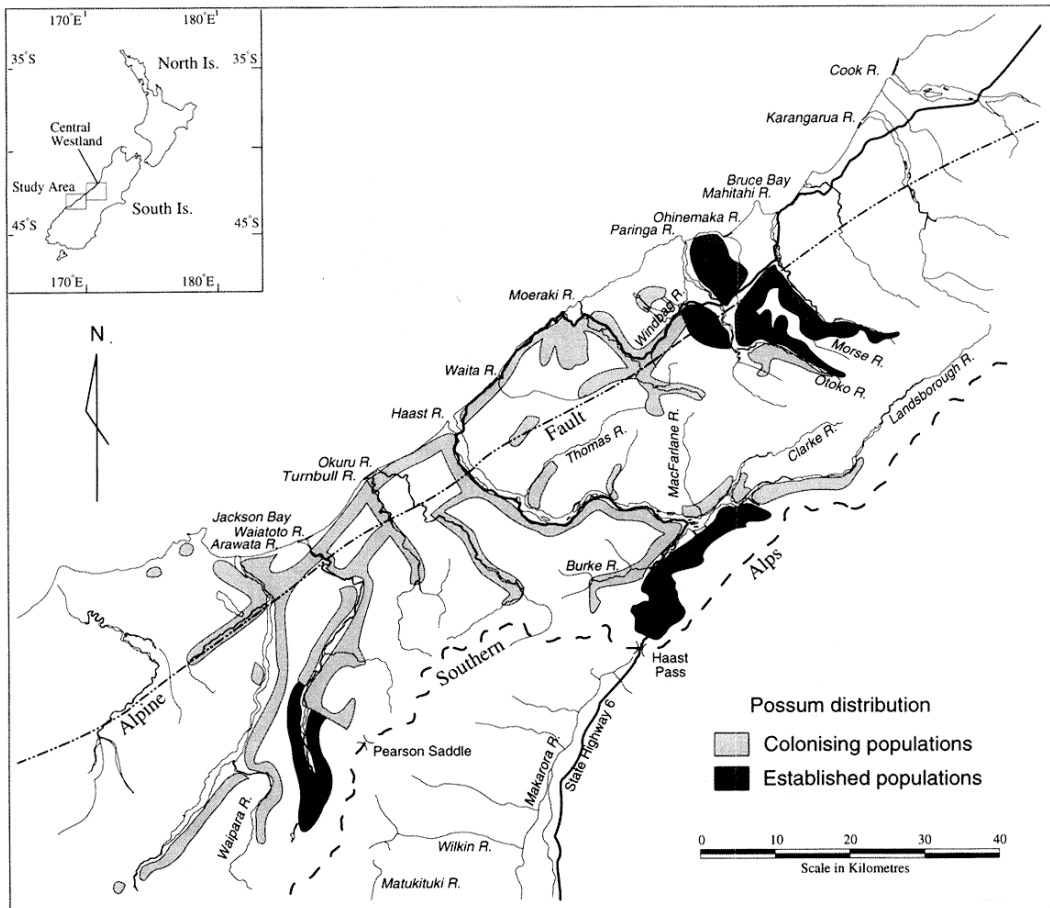 170°E
180°E
35°S
35°S
North Is.
Central
Westland
Study Area
South Is.
45°S
45°S
170°E
180°E
N
Cook R.
Karangarua R.
Bruce Bay
Mahitahi R.
Ohinemaka R.
Paringa R.
Windbag R.
Moeraki R.
Morse R.
Otoko R.
Landsborough R.
Waita R.
Haast R.
Fault
Thomas R.
MacFarlane R.
Clarke R.
Okuru R.
Turnbull R.
Jackson Bay
Waiatoto R.
Arawata R.
Burke R.
Alps
Southern
Haast
Pass
Alpine
Pearson Saddle
Makarora R.
State Highway 6
Waipara R.
Wilkin R.
Matukituki R.
Possum distribution
Colonising populations
Established populations
0 10 20 30 40
Scale in Kilometres